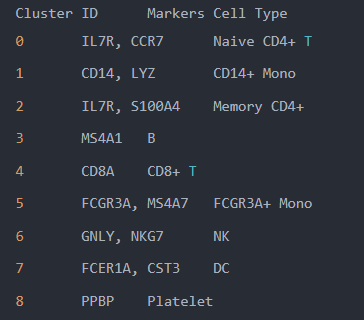 Cluster ID Markers Cell Type
0 IL7R, CCR7 Naive CD4+ T
1 CD14, LYZ CD14+ Mono
2 IL7R, S100A4 Memory CD4+
3 MS4A1 B
4 CD8A CD8+ T
5 FCGR3A, MS4A7 FCGR3A+ Mono
6 GNLY, NKG7 NK
7 FCER1A, CST3 DC
8 PPBP Platelet